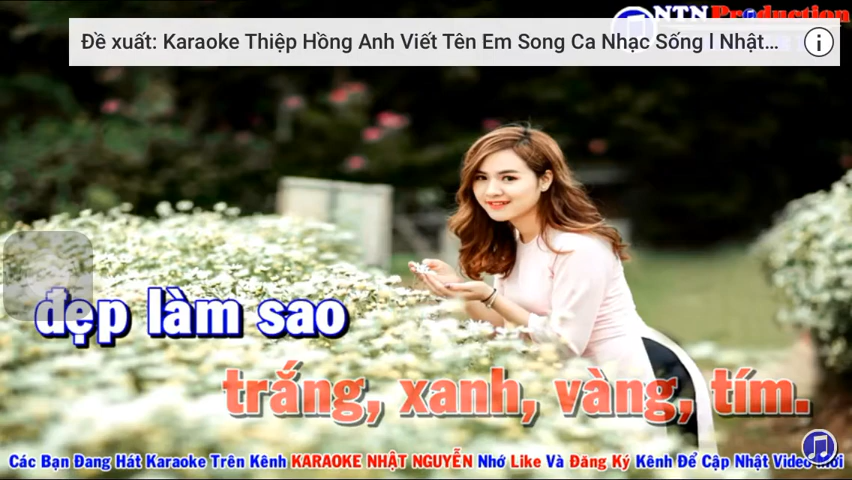 NTN Production
Đề xuất: Karaoke Thiệp Hồng Anh Viết Tên Em Song Ca Nhạc Sống l Nhật...
đẹp làm sao
trắng, xanh, vàng, tím.
Các Bạn Đang Hát Karaoke Trên Kênh KARAOKE NHẬT NGUYỄN Nhớ Like Và Đăng Ký Kênh Để Cập Nhật Video Mới